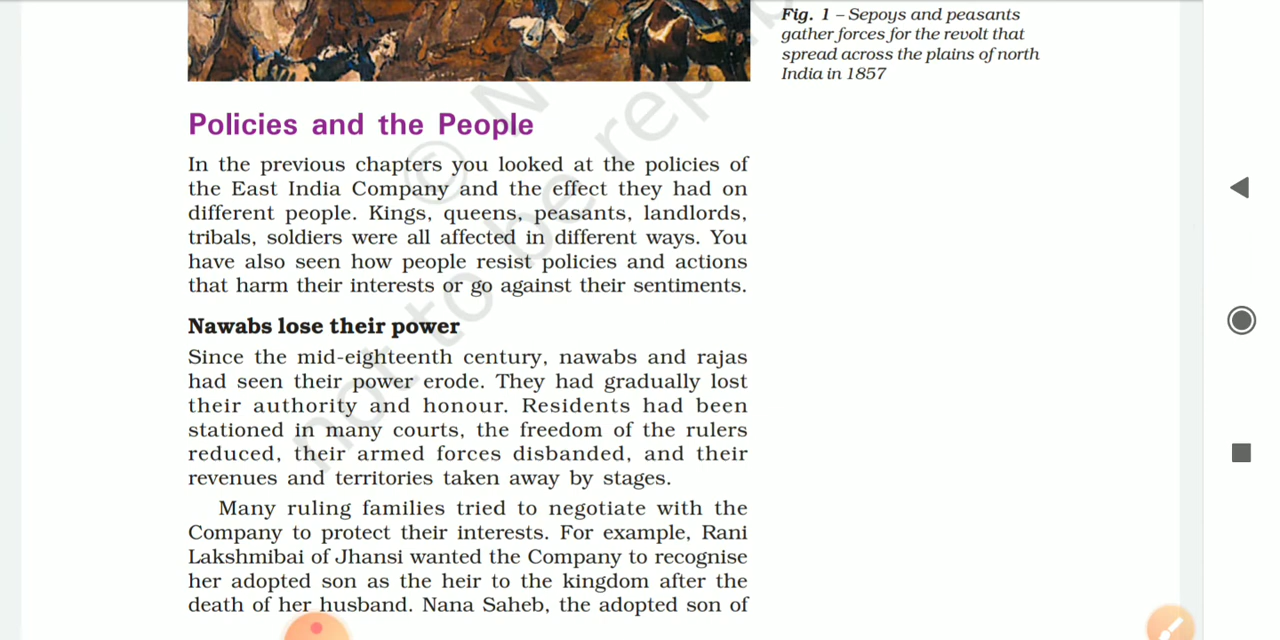 Fig. 1 – Sepoys and peasants
gather forces for the revolt that
spread across the plains of north
India in 1857
Policies and the People
In the previous chapters you looked at the policies of
the East India Company and the effect they had on
different people. Kings, queens, peasants, landlords,
tribals, soldiers were all affected in different ways. You
have also seen how people resist policies and actions
that harm their interests or go against their sentiments.
Nawabs lose their power
Since the mid-eighteenth century, nawabs and rajas
had seen their power erode. They had gradually lost
their authority and honour. Residents had been
stationed in many courts, the freedom of the rulers
reduced, their armed forces disbanded, and their
revenues and territories taken away by stages.
Many ruling families tried to negotiate with the
Company to protect their interests. For example, Rani
Lakshmibai of Jhansi wanted the Company to recognise
her adopted son as the heir to the kingdom after the
death of her husband. Nana Saheb, the adopted son of
©
not to be